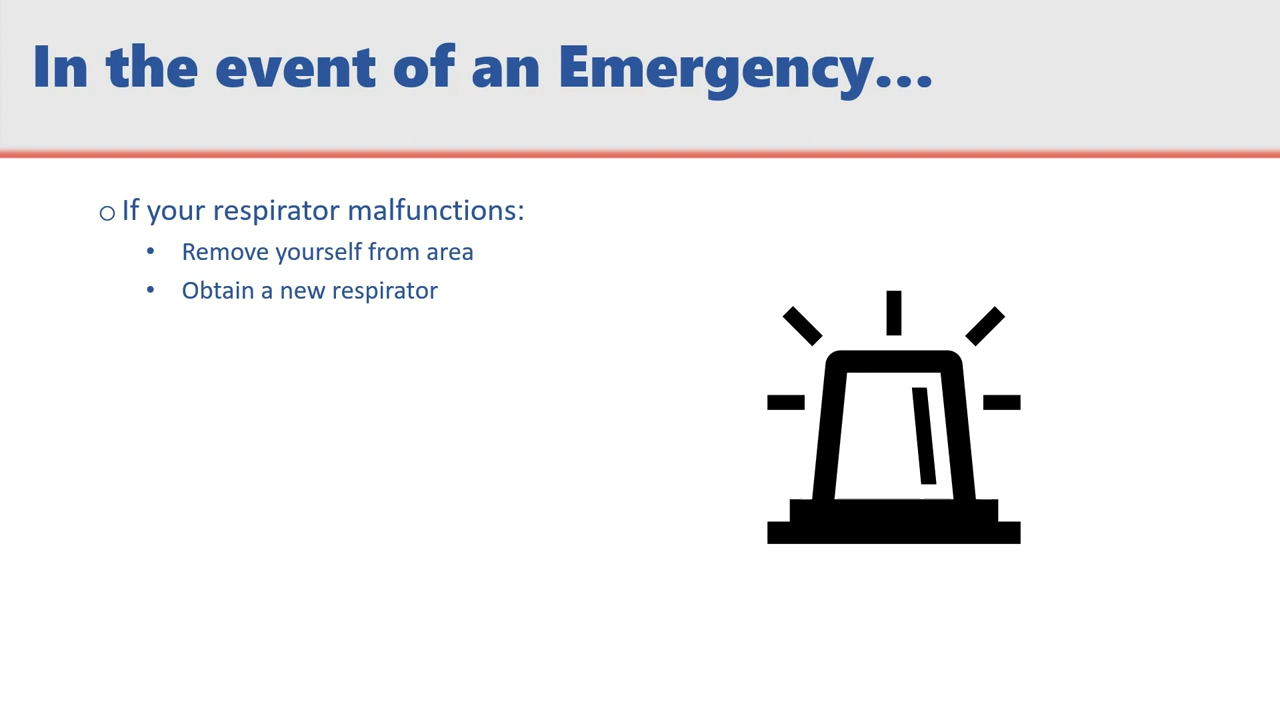 In the event of an Emergency...
If your respirator malfunctions:
Remove yourself from area
Obtain a new respirator